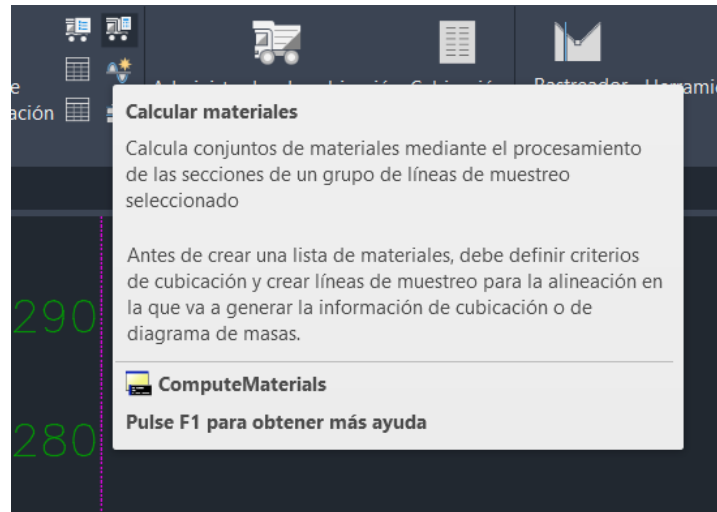 e
ación
Rastreador
Calcular materiales
Calcula conjuntos de materiales mediante el procesamiento
de las secciones de un grupo de líneas de muestreo
seleccionado
Antes de crear una lista de materiales, debe definir criterios
de cubicación y crear líneas de muestreo para la alineación en
la que va a generar la información de cubicación o de
diagrama de masas.
ComputeMaterials
Pulse F1 para obtener más ayuda
290
280